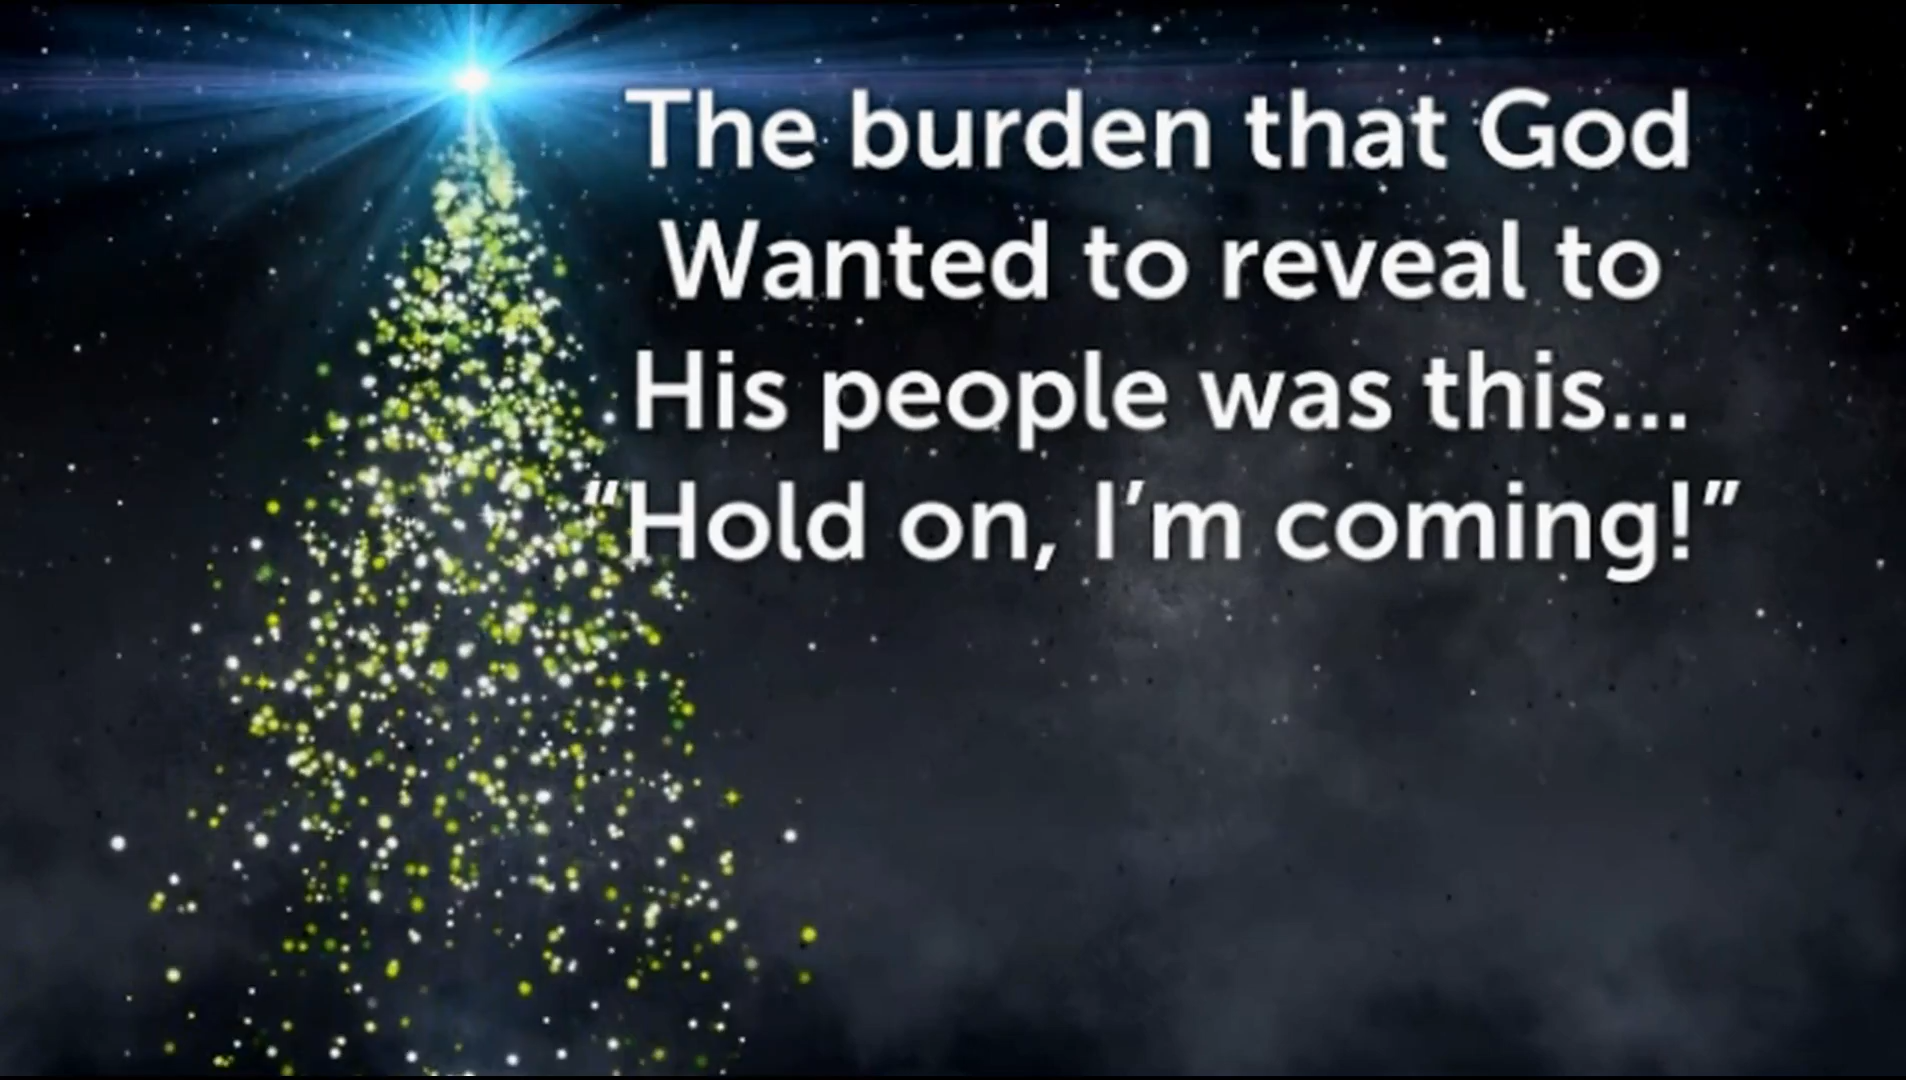 The burden that God
Wanted to reveal to
His people was this...
“Hold on, I’m coming!”